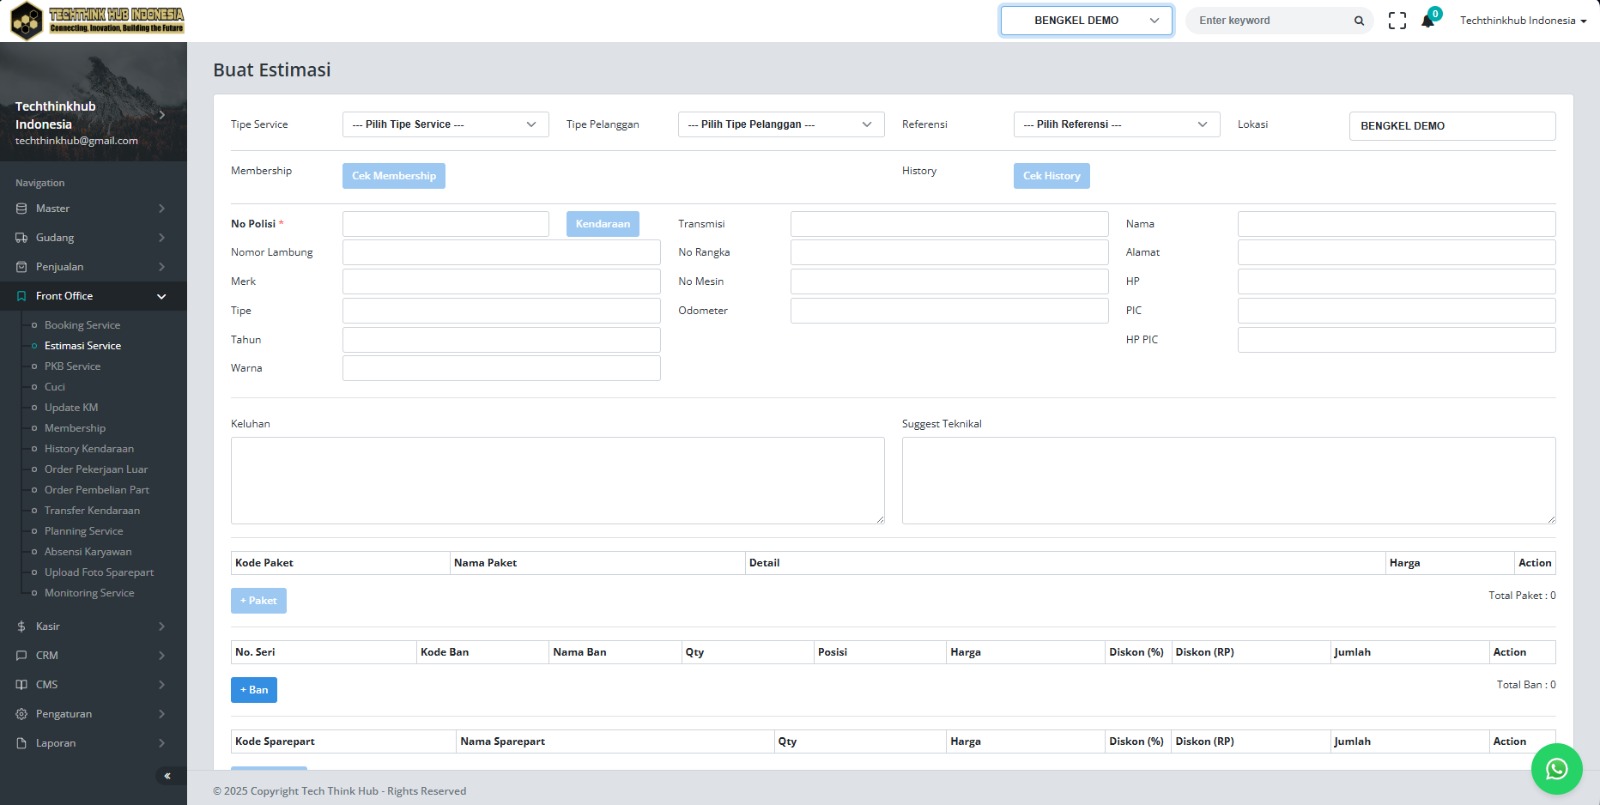 TECHTHINK HUB INDONESIA
Connecting, Inovation, Building the Future
BENGKEL DEMO
Enter keyword
0
Techthinkhub Indonesia
Techthinkhub
Indonesia
techthinkhub@gmail.com
Navigation
Master
Gudang
Penjualan
Front Office
Booking Service
Estimasi Service
PKB Service
Cuci
Update KM
Membership
History Kendaraan
Order Pekerjaan Luar
Order Pembelian Part
Transfer Kendaraan
Planning Service
Absensi Karyawan
Upload Foto Sparepart
Monitoring Service
Kasir
CRM
CMS
Pengaturan
Laporan
Buat Estimasi
Tipe Service --- Pilih Tipe Service --- Tipe Pelanggan --- Pilih Tipe Pelanggan --- Referensi --- Pilih Referensi --- Lokasi BENGKEL DEMO
Membership Cek Membership History Cek History
No Polisi * Kendaraan Transmisi Nama
Nomor Lambung No Rangka Alamat
Merk No Mesin HP
Tipe Odometer PIC
Tahun HP PIC
Warna
Keluhan Suggest Teknikal
Kode Paket Nama Paket Detail Harga Action
+ Paket Total Paket : 0
No. Seri Kode Ban Nama Ban Qty Posisi Harga Diskon (%) Diskon (RP) Jumlah Action
+ Ban Total Ban : 0
Kode Sparepart Nama Sparepart Qty Harga Diskon (%) Diskon (RP) Jumlah Action
© 2025 Copyright Tech Think Hub - Rights Reserved